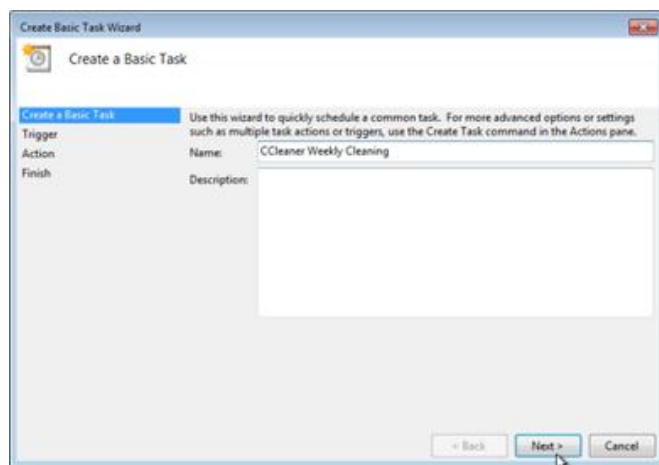 Create Basic Task Wizard
Create a Basic Task
Create a Basic Task
Trigger
Action
Finish
Use this wizard to quickly schedule a common task.  For more advanced options or settings
such as multiple task actions or triggers, use the Create Task command in the Actions pane.
Name: CCleaner Weekly Cleaning
Description:
< Back Next > Cancel